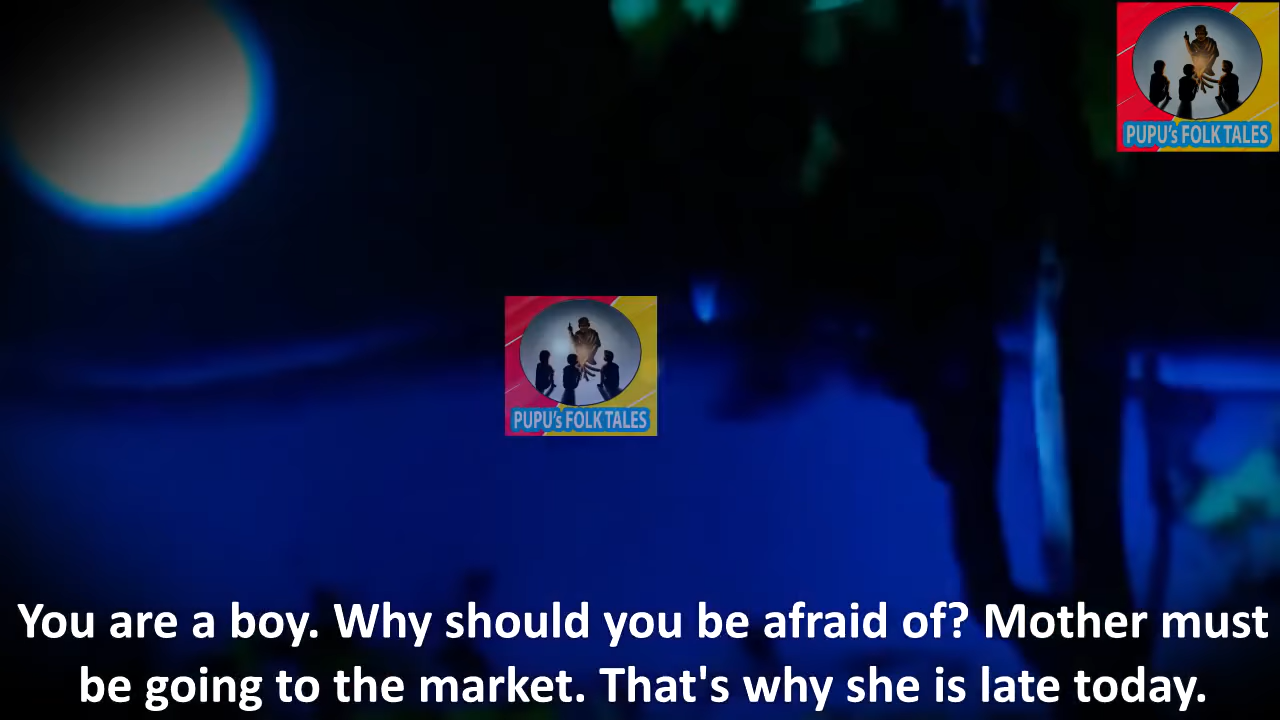 PUPU's FOLK TALES
PUPU's FOLK TALES
You are a boy. Why should you be afraid of? Mother must
be going to the market. That's why she is late today.